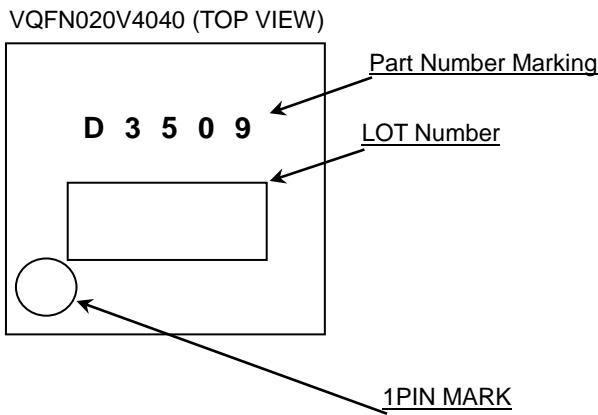 VQFN020V4040 (TOP VIEW)
Part Number Marking
D 3 5 0 9
LOT Number
1PIN MARK